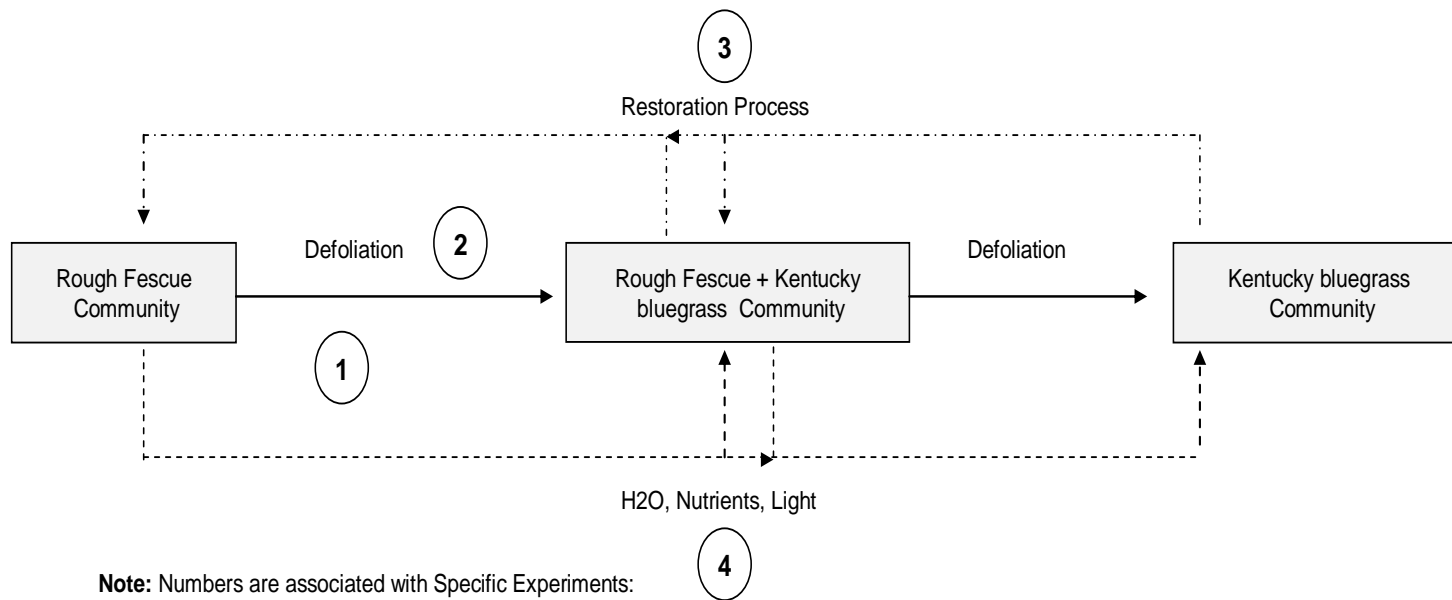 3
Restoration Process
Defoliation
2
Defoliation
Rough Fescue
Community
Rough Fescue + Kentucky
bluegrass Community
Kentucky bluegrass
Community
1
H2O, Nutrients, Light
4
Note: Numbers are associated with Specific Experiments: